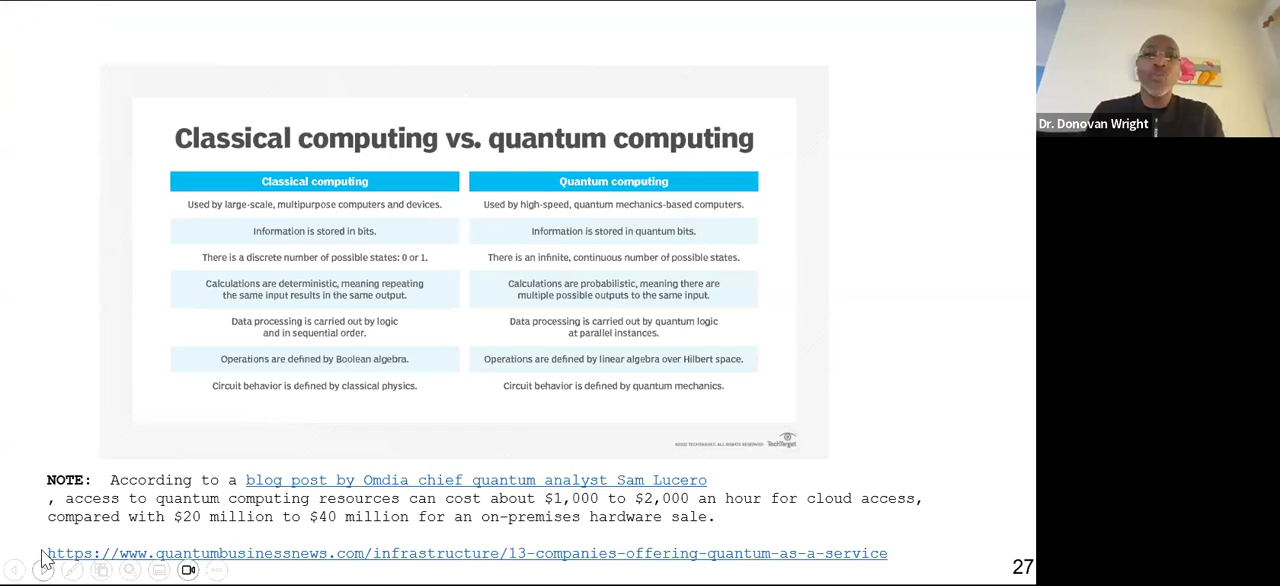 Classical computing vs. quantum computing
Classical computing
Quantum computing
Used by large-scale, multipurpose computers and devices.
Used by high-speed, quantum mechanics-based computers.
Information is stored in bits.
Information is stored in quantum bits.
There is a discrete number of possible states: 0 or 1.
There is an infinite, continuous number of possible states.
Calculations are deterministic, meaning repeating
the same input results in the same output.
Calculations are probabilistic, meaning there are
multiple possible outputs to the same input.
Data processing is carried out by logic
and in sequential order.
Data processing is carried out by quantum logic
at parallel instances.
Operations are defined by Boolean algebra.
Operations are defined by linear algebra over Hilbert space.
Circuit behavior is defined by classical physics.
Circuit behavior is defined by quantum mechanics.
©2022 TECHTARGET. ALL RIGHTS RESERVED
TechTarget
NOTE: According to a blog post by Omdia chief quantum analyst Sam Lucero
, access to quantum computing resources can cost about $1,000 to $2,000 an hour for cloud access,
compared with $20 million to $40 million for an on-premises hardware sale.
https://www.quantumbusinessnews.com/infrastructure/13-companies-offering-quantum-as-a-service
27
Dr. Donovan Wright